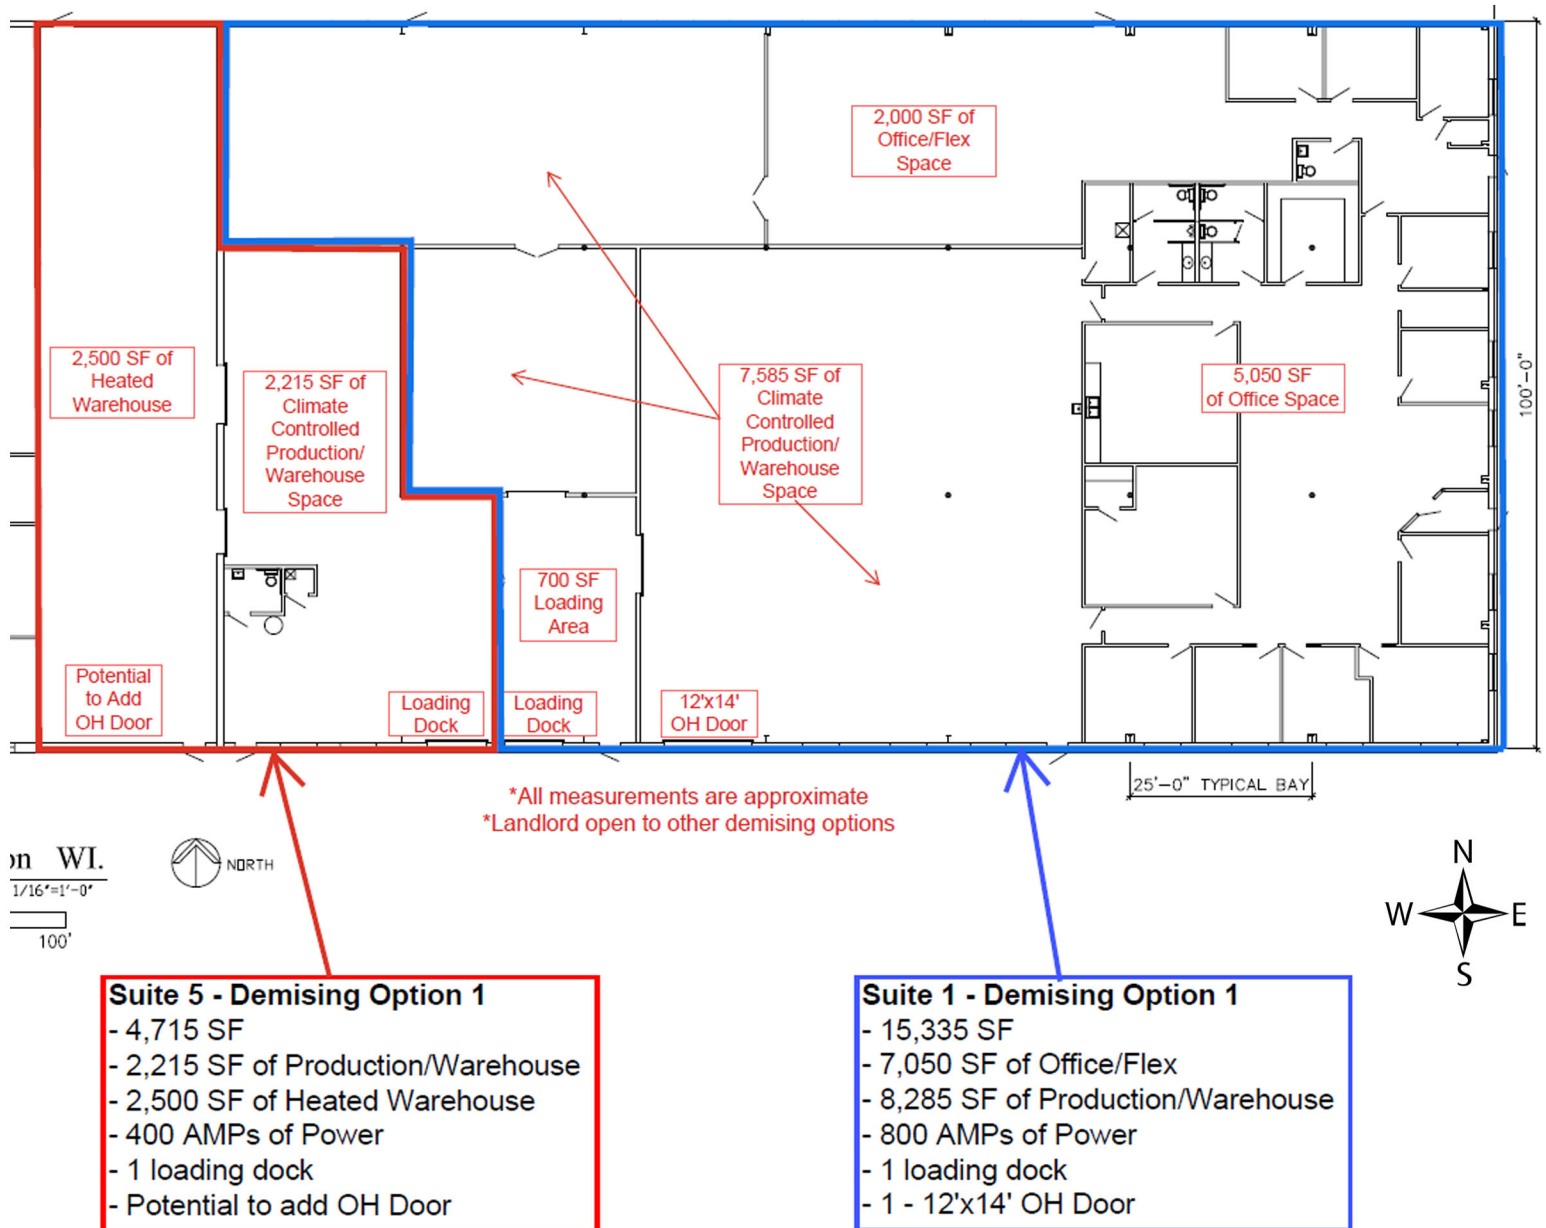 2,000 SF of
Office/Flex
Space
2,500 SF of
Heated
Warehouse
2,215 SF of
Climate
Controlled
Production/
Warehouse
Space
7,585 SF of
Climate
Controlled
Production/
Warehouse
Space
5,050 SF
of Office Space
100'-0"
700 SF
Loading
Area
Potential
to Add
OH Door
Loading
Dock
Loading
Dock
12'x14'
OH Door
25'-0" TYPICAL BAY
*All measurements are approximate
*Landlord open to other demising options
on WI.
1/16"=1'-0"
100'
NORTH
N
W E
S
Suite 5 - Demising Option 1
- 4,715 SF
- 2,215 SF of Production/Warehouse
- 2,500 SF of Heated Warehouse
- 400 AMPs of Power
- 1 loading dock
- Potential to add OH Door
Suite 1 - Demising Option 1
- 15,335 SF
- 7,050 SF of Office/Flex
- 8,285 SF of Production/Warehouse
- 800 AMPs of Power
- 1 loading dock
- 1 - 12'x14' OH Door